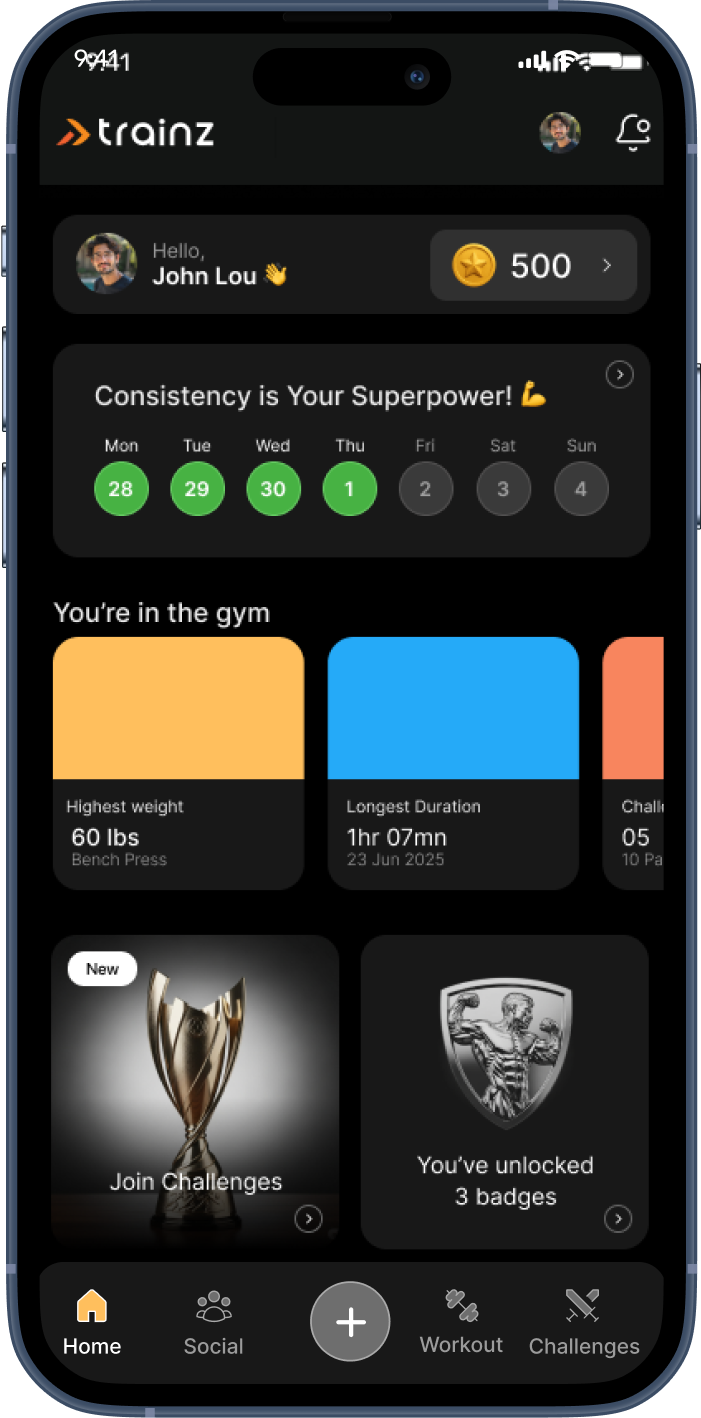 9:41
9:41
trainz
Hello,
John Lou 👋
500
Consistency is Your Superpower! 💪
Mon Tue Wed Thu Fri Sat Sun
28 29 30 1 2 3 4
You’re in the gym
Highest weight
60 lbs
Bench Press
Longest Duration
1hr 07mn
23 Jun 2025
Chall
05
10 Pa
New
Join Challenges
You’ve unlocked
3 badges
Home Social Workout Challenges